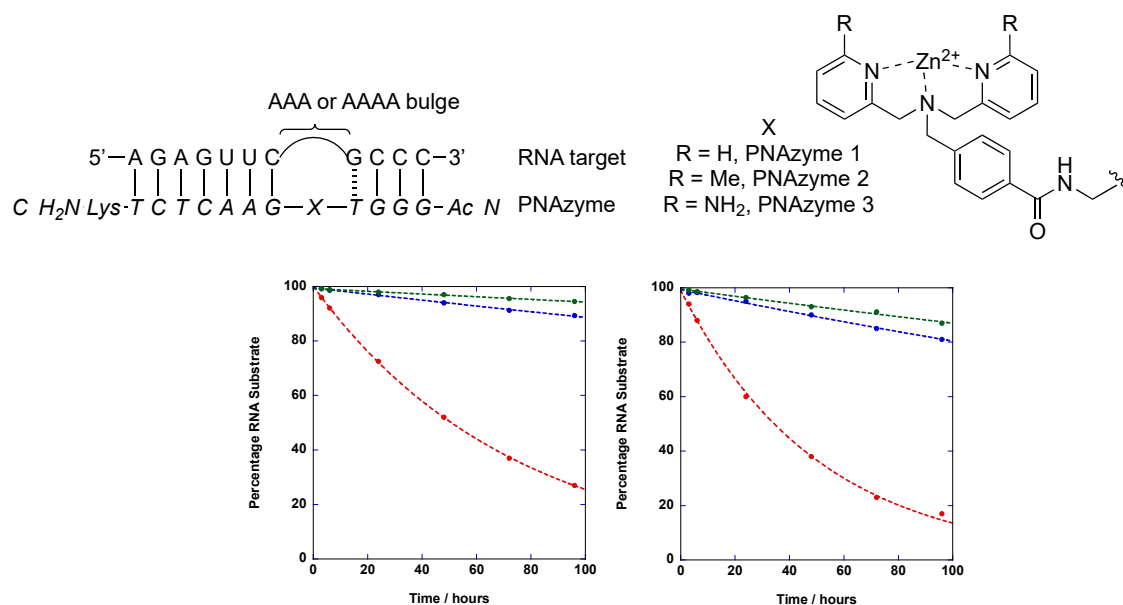 AAA or AAAA bulge
5'–A G A G U U C G C C C–3' RNA target
C H₂N Lys-T C T C A A G – X – T G G G-Ac N PNAzyme
X
R = H, PNAzyme 1
R = Me, PNAzyme 2
R = NH₂, PNAzyme 3
R R
N Zn²⁺ N
N
H
N
O
100
80
60
40
20
0
0 20 40 60 80 100
Percentage RNA Substrate
Time / hours
100
80
60
40
20
0
0 20 40 60 80 100
Percentage RNA Substrate
Time / hours